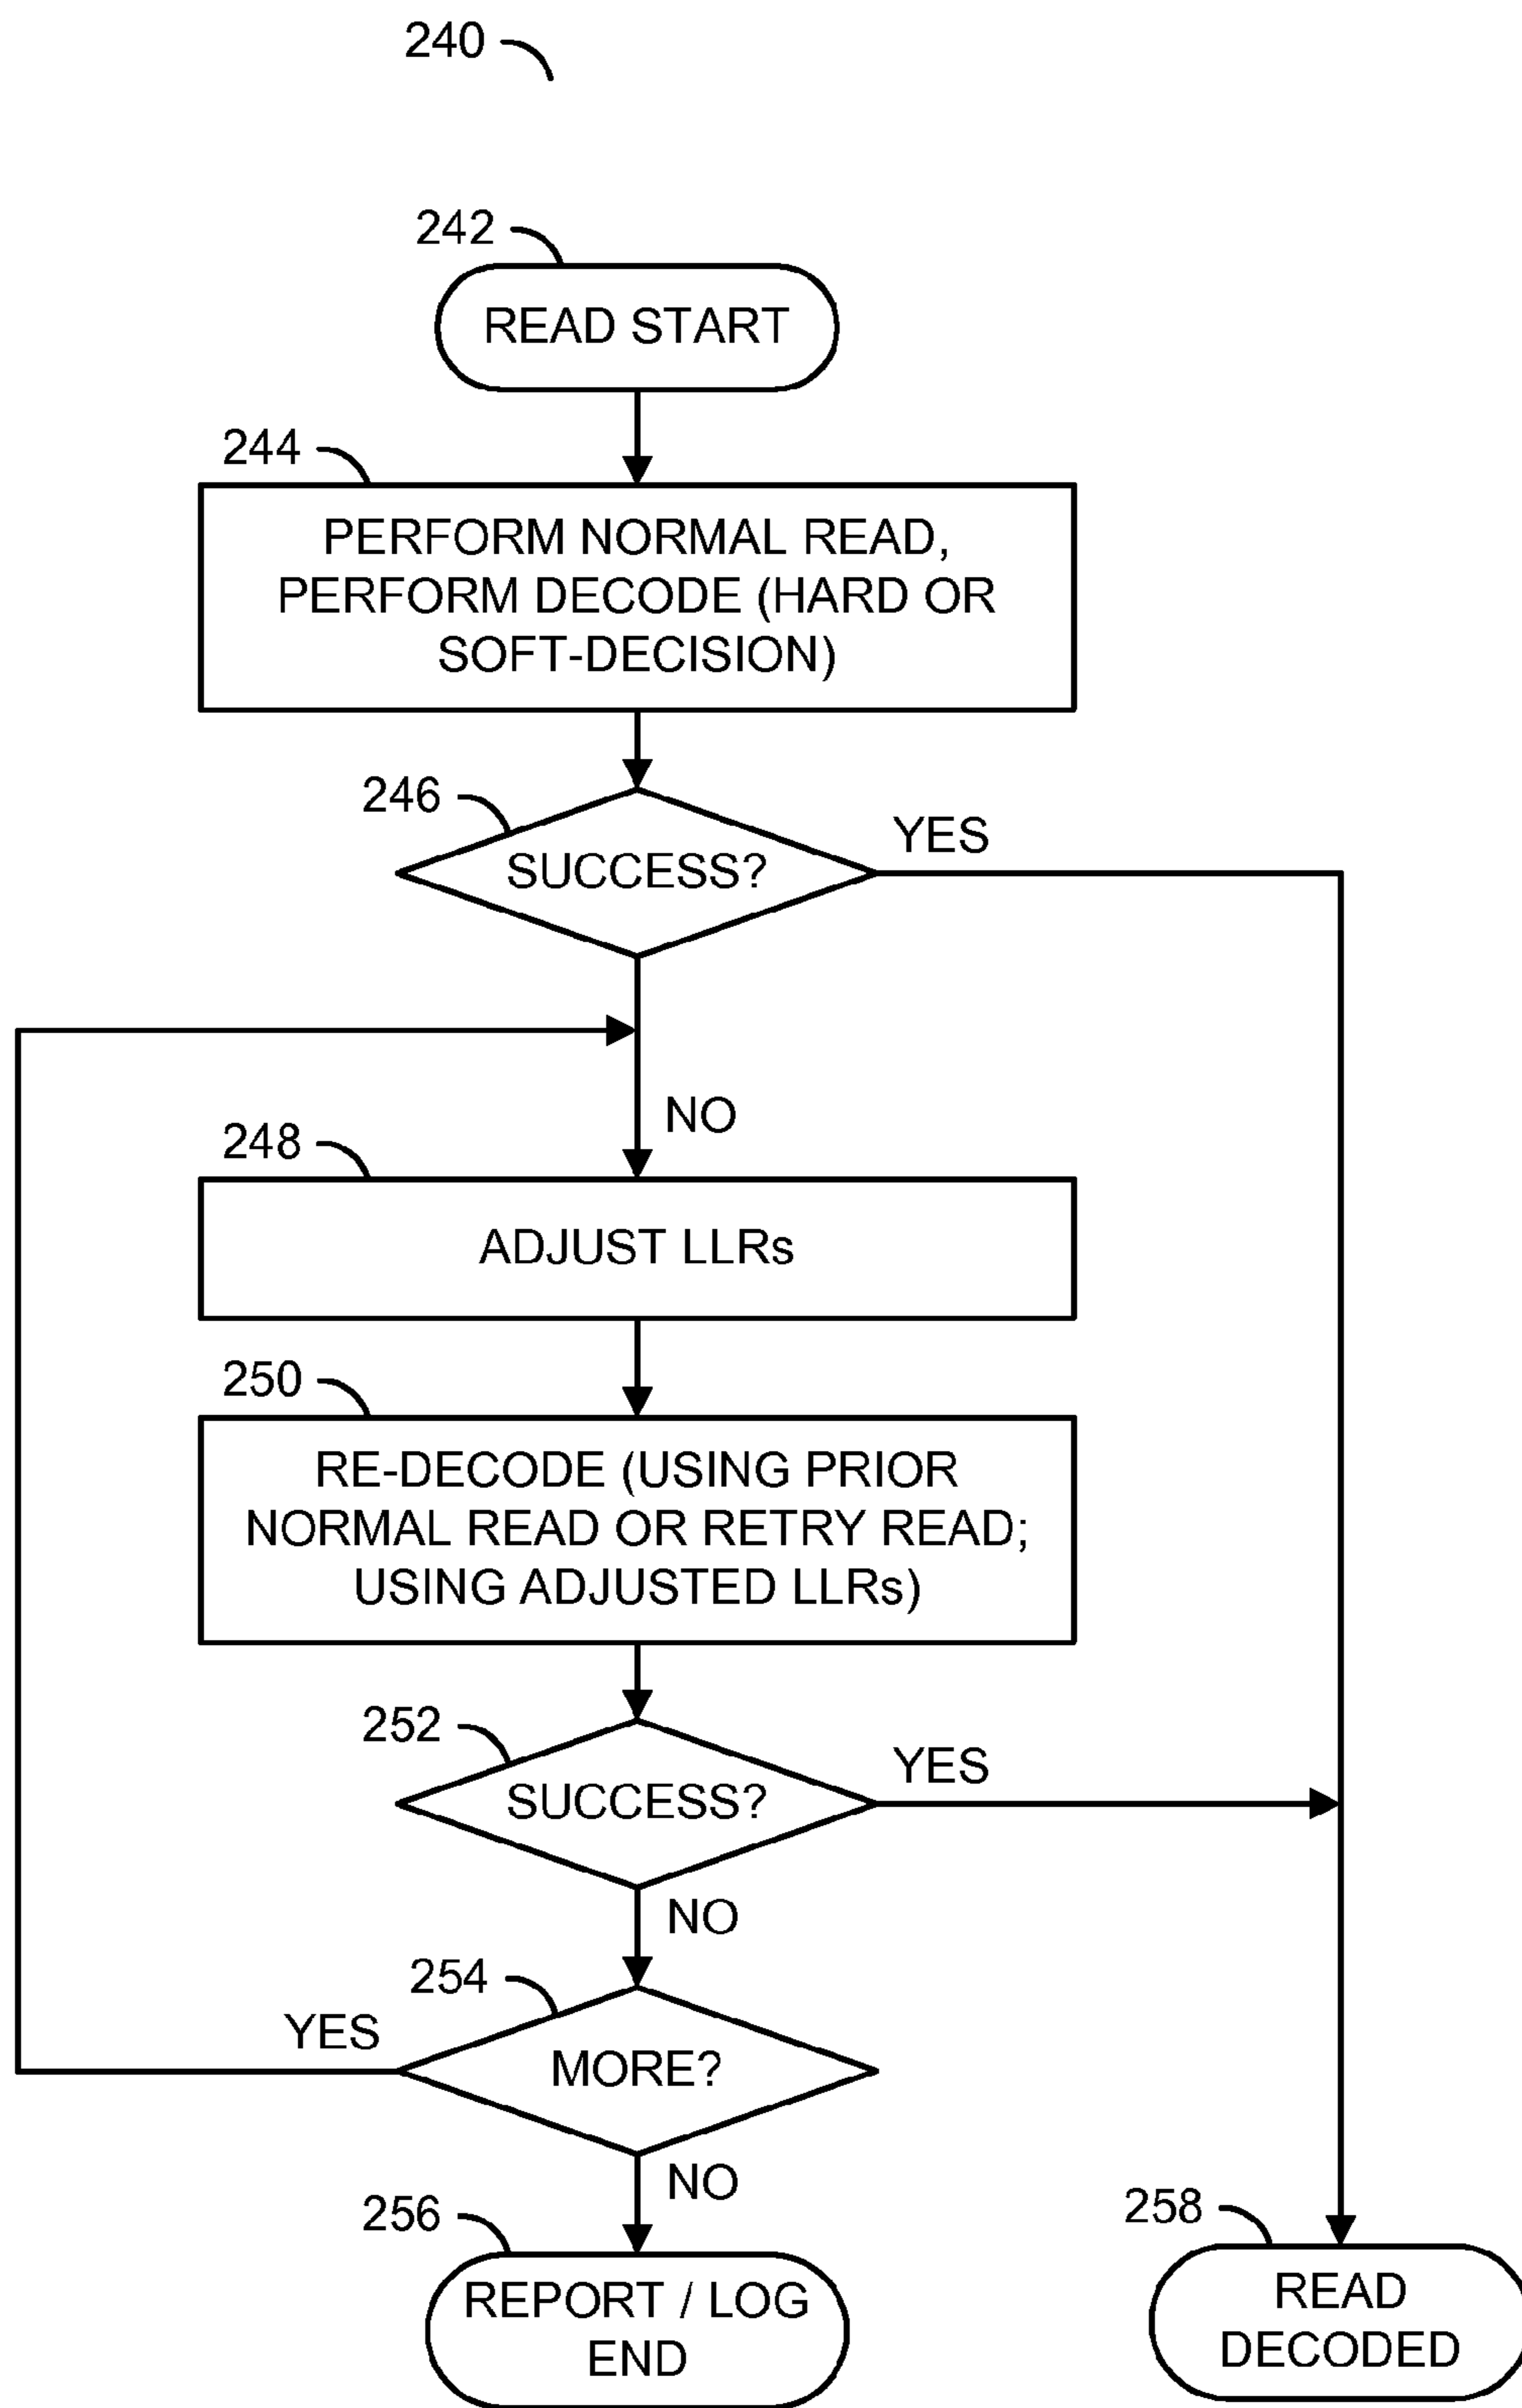 240
242
READ START
244
PERFORM NORMAL READ,
PERFORM DECODE (HARD OR
SOFT-DECISION)
246
SUCCESS?
YES
NO
248
ADJUST LLRs
250
RE-DECODE (USING PRIOR
NORMAL READ OR RETRY READ;
USING ADJUSTED LLRs)
252
SUCCESS?
YES
NO
254
YES
MORE?
NO
256
REPORT / LOG
END
258
READ
DECODED